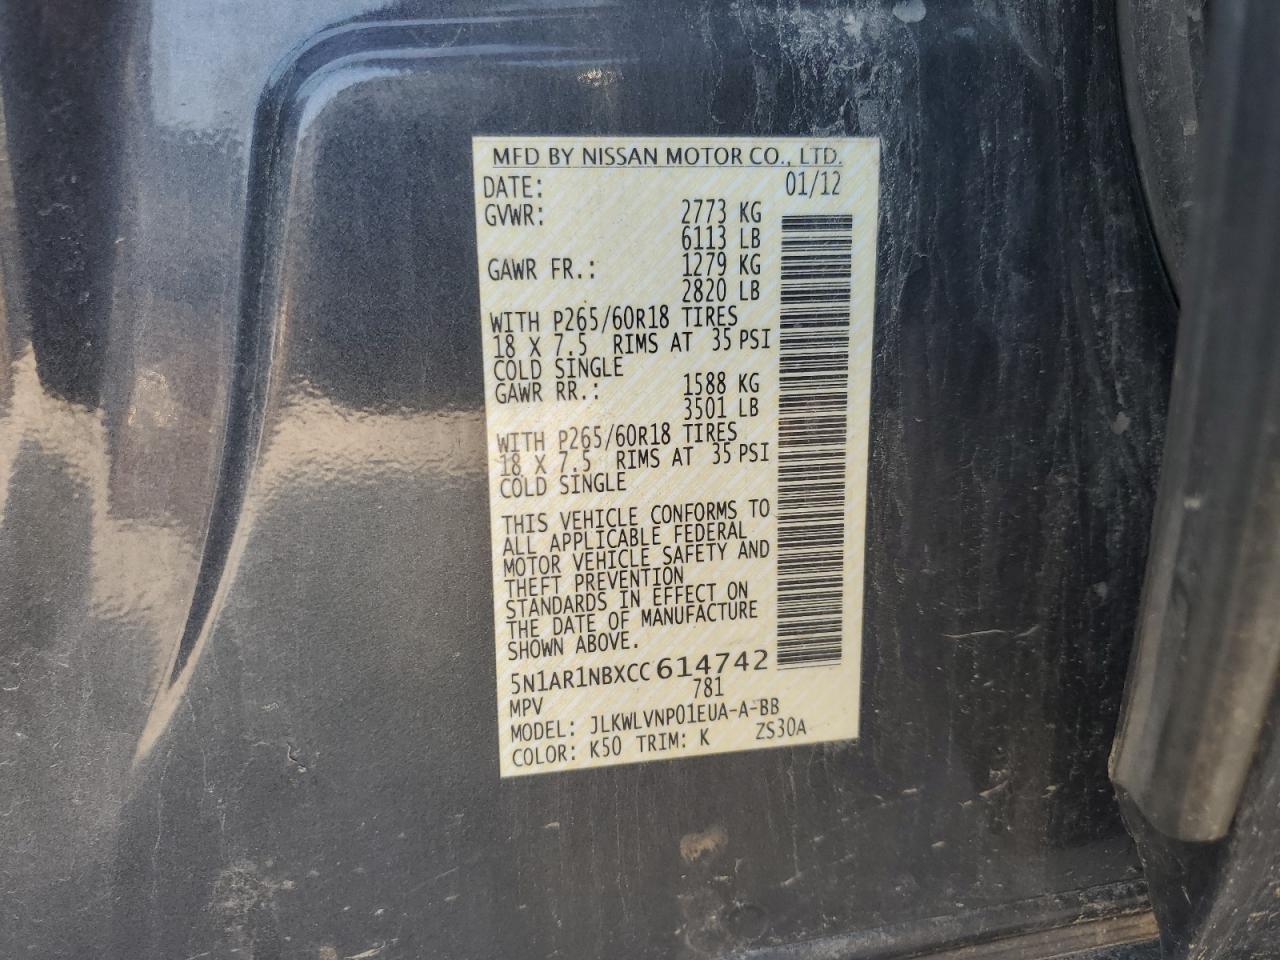 MFD BY NISSAN MOTOR CO., LTD.
DATE: 01/12
GVWR: 2773 KG
6113 LB
GAWR FR.: 1279 KG
2820 LB
WITH P265/60R18 TIRES
18 X 7.5 RIMS AT 35 PSI
COLD SINGLE
GAWR RR.: 1588 KG
3501 LB
WITH P265/60R18 TIRES
18 X 7.5 RIMS AT 35 PSI
COLD SINGLE
THIS VEHICLE CONFORMS TO
ALL APPLICABLE FEDERAL
MOTOR VEHICLE SAFETY AND
THEFT PREVENTION
STANDARDS IN EFFECT ON
THE DATE OF MANUFACTURE
SHOWN ABOVE.
5N1AR1NBXCC614742
MPV 781
MODEL: JLKWLVNP01EUA-A-BB
COLOR: K50 TRIM: K ZS30A